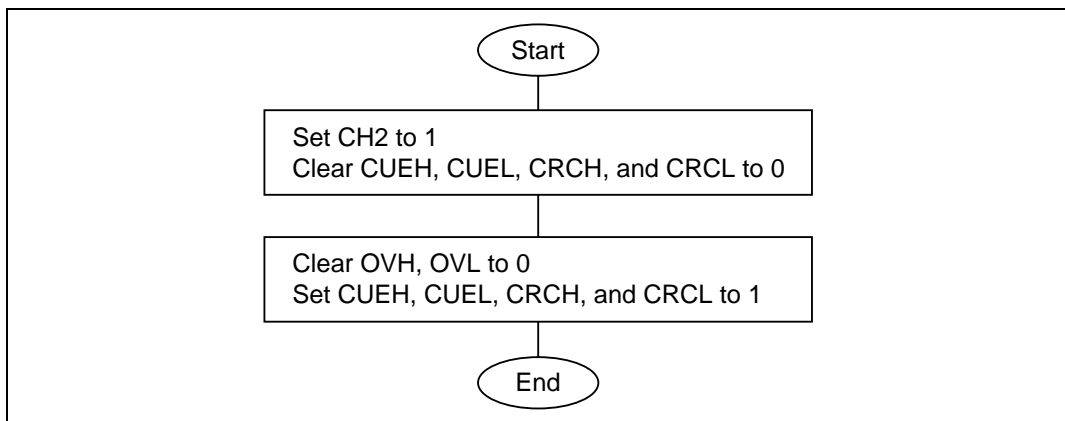 Start
Set CH2 to 1
Clear CUEH, CUEL, CRCH, and CRCL to 0
Clear OVH, OVL to 0
Set CUEH, CUEL, CRCH, and CRCL to 1
End